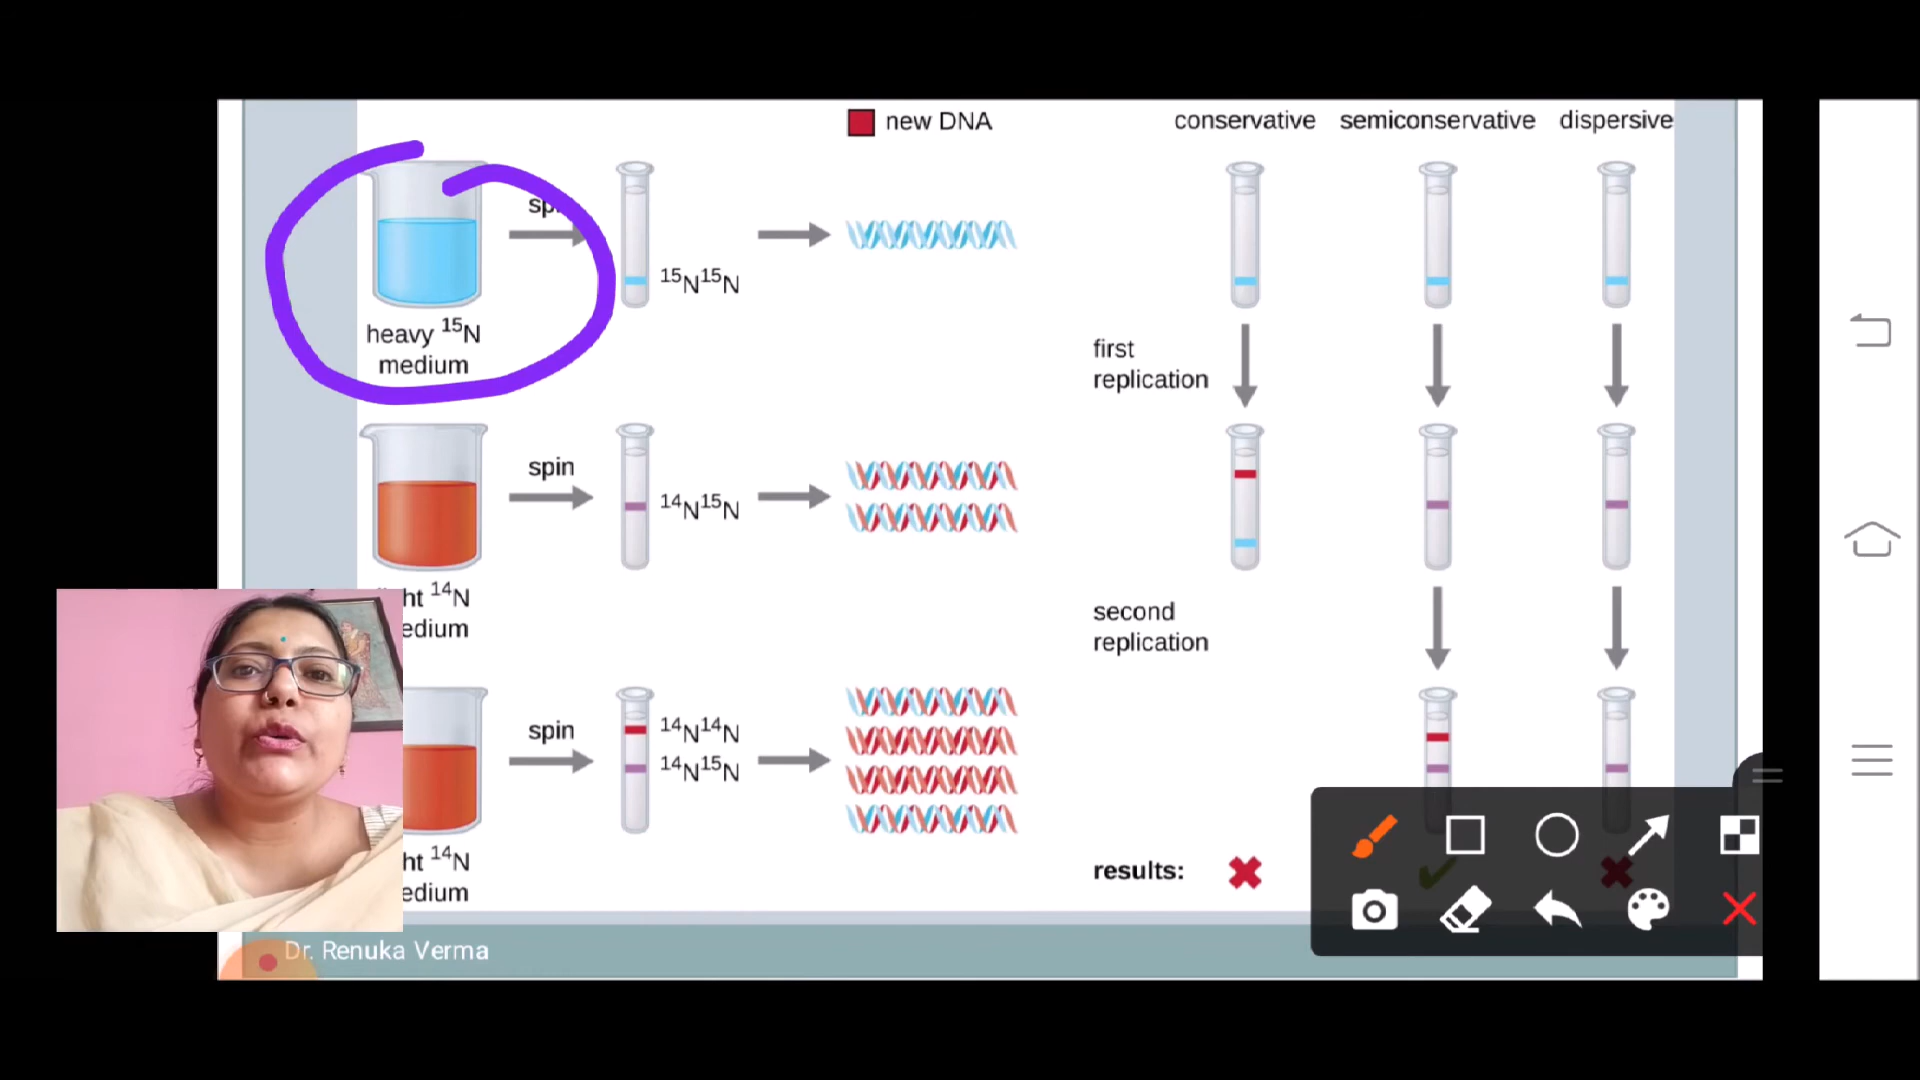 new DNA
conservative semiconservative dispersive
spin
15N15N
heavy 15N
medium
first
replication
spin
14N15N
ht 14N
edium
second
replication
spin
14N14N
14N15N
ht 14N
edium
results:
Dr. Renuka Verma